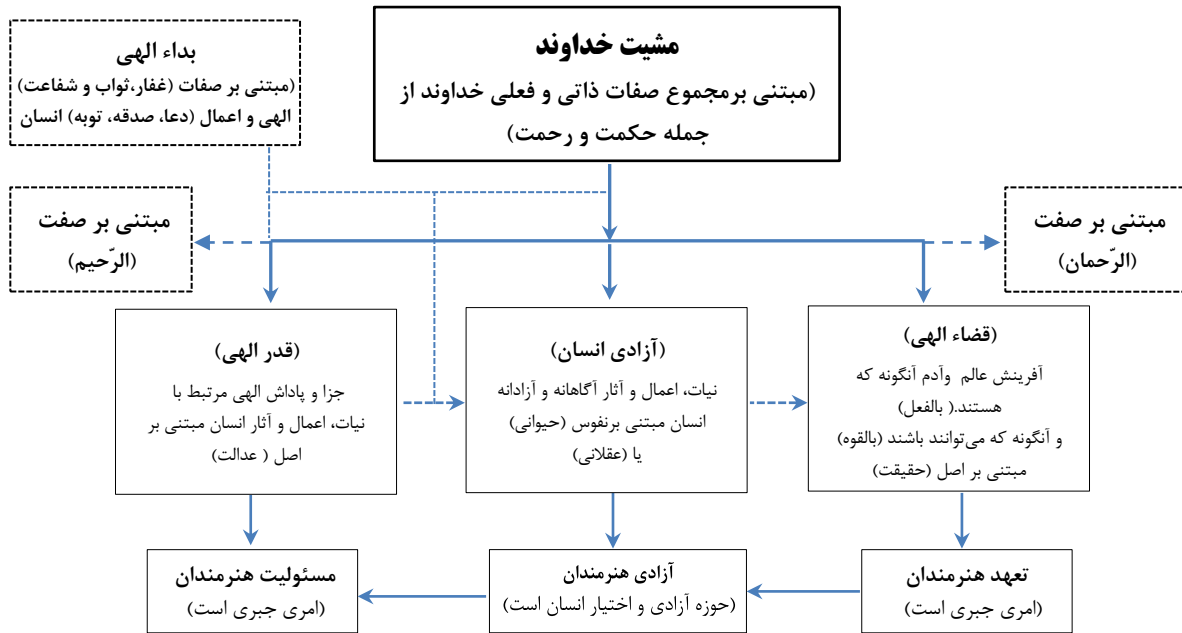 مشیت خداوند
(مبتنی برمجموع صفات ذاتی و فعلی خداوند از
جمله حکمت و رحمت)
بداء الهی
(مبتنی بر صفات (غفار،ثواب و شفاعت)
الهی و اعمال (دعا، صدقه، توبه) انسان
مبتنی بر صفت
(الرّحمان)
مبتنی بر صفت
(الرّحیم)
(قضاء الهی)
آفرینش عالم وآدم آنگونه که
هستند.( بالفعل)
و آنگونه که می‌توانند باشند (بالقوه)
مبتنی بر اصل (حقیقت)
(آزادی انسان)
نیات، اعمال و آثار آگاهانه و آزادانه
انسان مبتنی برنفوس (حیوانی)
یا (عقلانی)
(قدر الهی)
جزا و پاداش الهی مرتبط با
نیات، اعمال و آثار انسان مبتنی بر
اصل ( عدالت)
تعهد هنرمندان
(امری جبری است)
آزادی هنرمندان
(حوزه آزادی و اختیار انسان است)
مسئولیت هنرمندان
(امری جبری است)